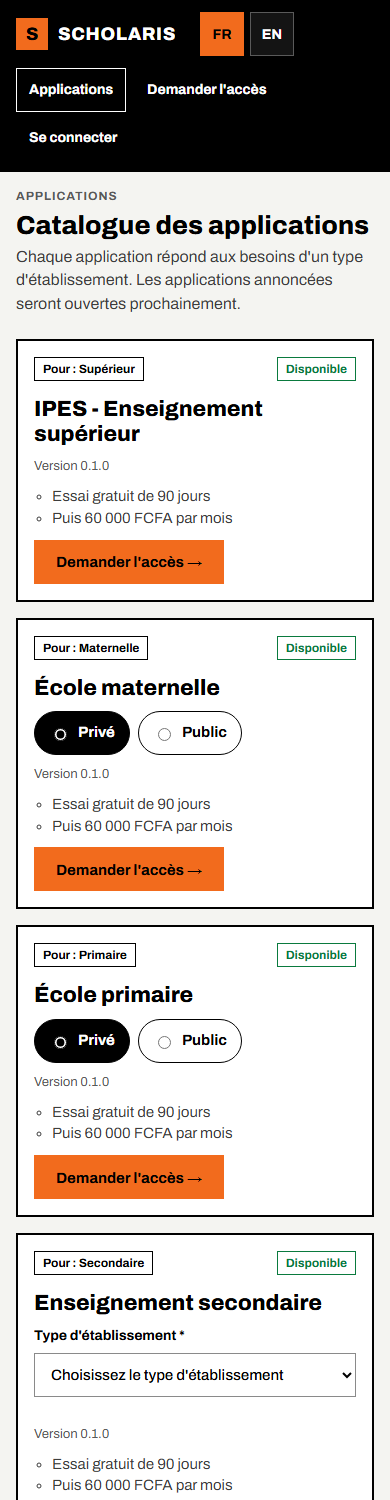 S SCHOLARIS FR EN
Applications Demander l'accès
Se connecter
APPLICATIONS
Catalogue des applications
Chaque application répond aux besoins d'un type
d'établissement. Les applications annoncées
seront ouvertes prochainement.
Pour : Supérieur Disponible
IPES - Enseignement
supérieur
Version 0.1.0
Essai gratuit de 90 jours
Puis 60 000 FCFA par mois
Demander l'accès →
Pour : Maternelle Disponible
École maternelle
Privé Public
Version 0.1.0
Essai gratuit de 90 jours
Puis 60 000 FCFA par mois
Demander l'accès →
Pour : Primaire Disponible
École primaire
Privé Public
Version 0.1.0
Essai gratuit de 90 jours
Puis 60 000 FCFA par mois
Demander l'accès →
Pour : Secondaire Disponible
Enseignement secondaire
Type d'établissement *
Choisissez le type d'établissement
Version 0.1.0
Essai gratuit de 90 jours
Puis 60 000 FCFA par mois